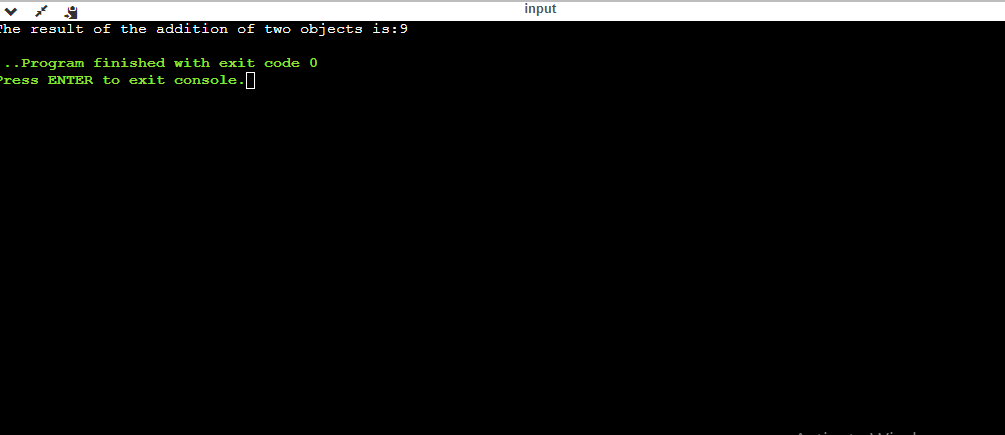 input
The result of the addition of two objects is:9
...Program finished with exit code 0
Press ENTER to exit console.